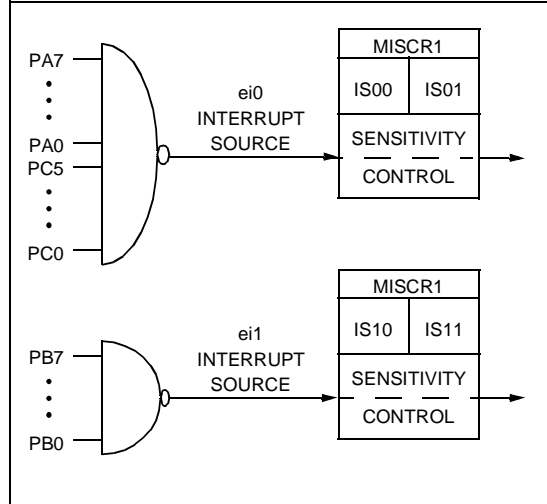 PA7
PA0
PC5
PC0
ei0
INTERRUPT
SOURCE
MISCR1
IS00 IS01
SENSITIVITY
CONTROL
PB7
PB0
ei1
INTERRUPT
SOURCE
MISCR1
IS10 IS11
SENSITIVITY
CONTROL